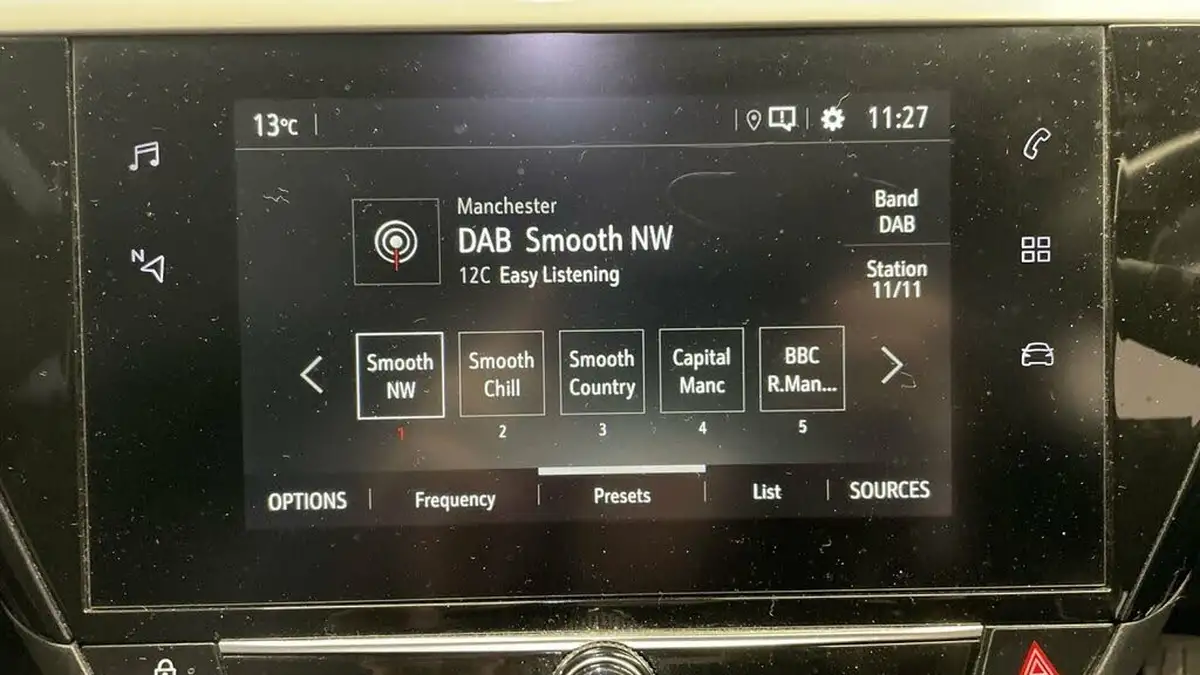 13°C
11:27
Manchester
DAB Smooth NW
12C Easy Listening
Band
DAB
Station
11/11
N
Smooth
NW
Smooth
Chill
Smooth
Country
Capital
Manc
BBC
R.Man...
1 2 3 4 5
OPTIONS Frequency Presets List SOURCES